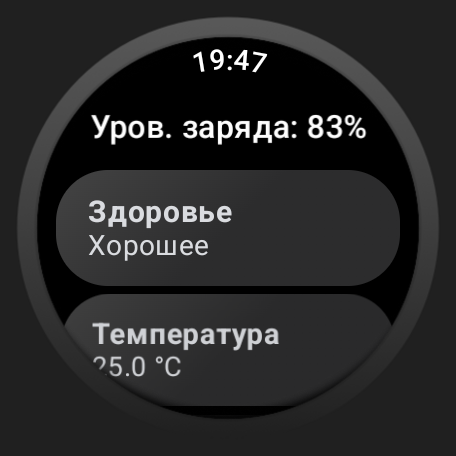 19:47
Уров. заряда: 83%
Здоровье
Хорошее
Температура
25.0 °C